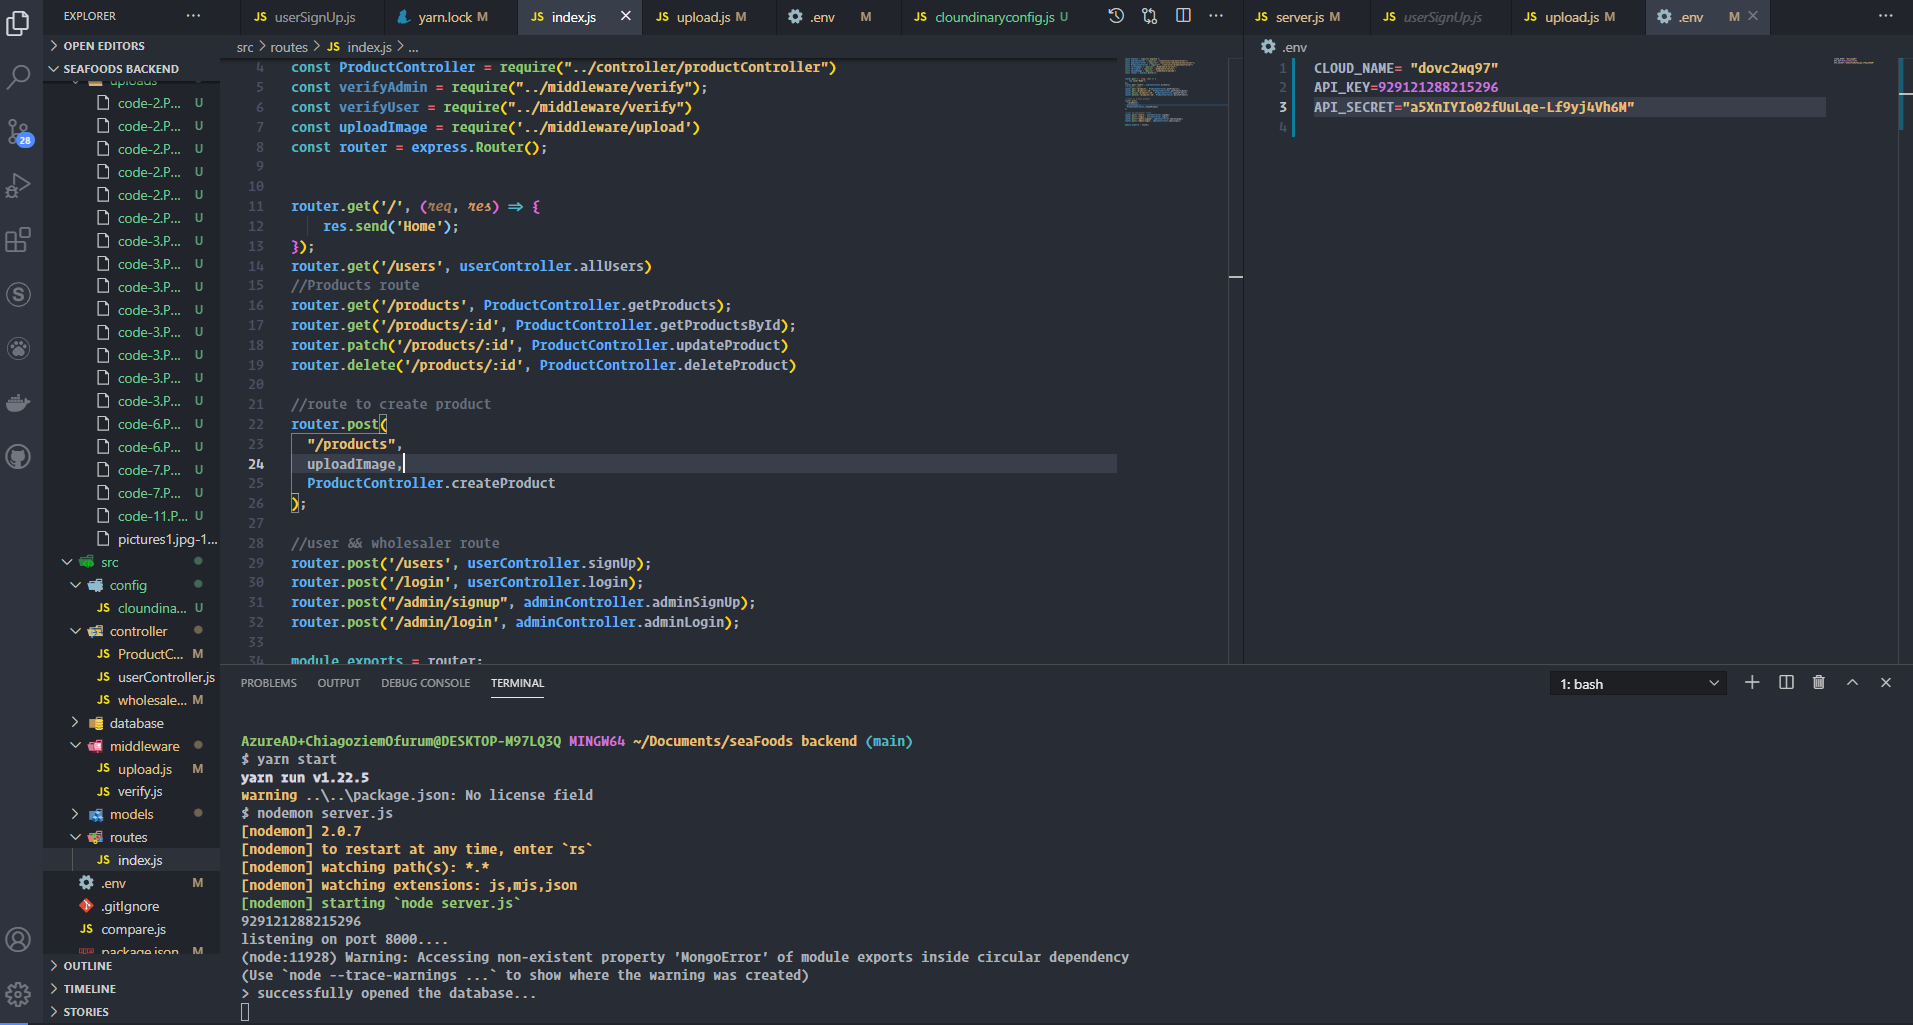 EXPLORER
OPEN EDITORS
SEAFOODS BACKEND
uploads
code-2.P... U
code-2.P... U
code-2.P... U
code-2.P... U
code-2.P... U
code-2.P... U
code-3.P... U
code-3.P... U
code-3.P... U
code-3.P... U
code-3.P... U
code-3.P... U
code-3.P... U
code-3.P... U
code-6.P... U
code-6.P... U
code-7.P... U
code-7.P... U
code-11.P... U
pictures1.jpg-1...
src
config
JS cloundina... U
controller
JS ProductC... M
JS userController.js
JS wholesale... M
database
middleware
JS upload.js M
JS verify.js
models
routes
JS index.js
.env M
.gitIgnore
JS compare.js
package.json M
OUTLINE
TIMELINE
STORIES
28
JS userSignUp.js
yarn.lock M
JS index.js
JS upload.js M
.env M
JS cloundinaryconfig.js U
src > routes > JS index.js > ...
4 const ProductController = require("../controller/productController")
5 const verifyAdmin = require("../middleware/verify");
6 const verifyUser = require("../middleware/verify")
7 const uploadImage = require('../middleware/upload')
8 const router = express.Router();
9
10
11 router.get('/', (req, res) => {
12 res.send('Home');
13 });
14 router.get('/users', userController.allUsers)
15 //Products route
16 router.get('/products', ProductController.getProducts);
17 router.get('/products/:id', ProductController.getProductsById);
18 router.patch('/products/:id', ProductController.updateProduct)
19 router.delete('/products/:id', ProductController.deleteProduct)
20
21 //route to create product
22 router.post(
23 "/products",
24 uploadImage,
25 ProductController.createProduct
26 );
27
28 //user && wholesaler route
29 router.post('/users', userController.signUp);
30 router.post('/login', userController.login);
31 router.post("/admin/signup", adminController.adminSignUp);
32 router.post('/admin/login', adminController.adminLogin);
33
34 module.exports = router;
JS server.js M
JS userSignUp.js
JS upload.js M
.env M
.env
1 CLOUD_NAME= "dovc2wq97"
2 API_KEY=929121288215296
3 API_SECRET="a5XnIYIo02fUuLqe-Lf9yj4Vh6M"
4
PROBLEMS OUTPUT DEBUG CONSOLE TERMINAL
1: bash
AzureAD+ChiagoziemOfurum@DESKTOP-M97LQ3Q MINGW64 ~/Documents/seaFoods backend (main)
$ yarn start
yarn run v1.22.5
warning ..\..\package.json: No license field
$ nodemon server.js
[nodemon] 2.0.7
[nodemon] to restart at any time, enter `rs`
[nodemon] watching path(s): *.*
[nodemon] watching extensions: js,mjs,json
[nodemon] starting `node server.js`
929121288215296
listening on port 8000....
(node:11928) Warning: Accessing non-existent property 'MongoError' of module exports inside circular dependency
(Use `node --trace-warnings ...` to show where the warning was created)
> successfully opened the database...